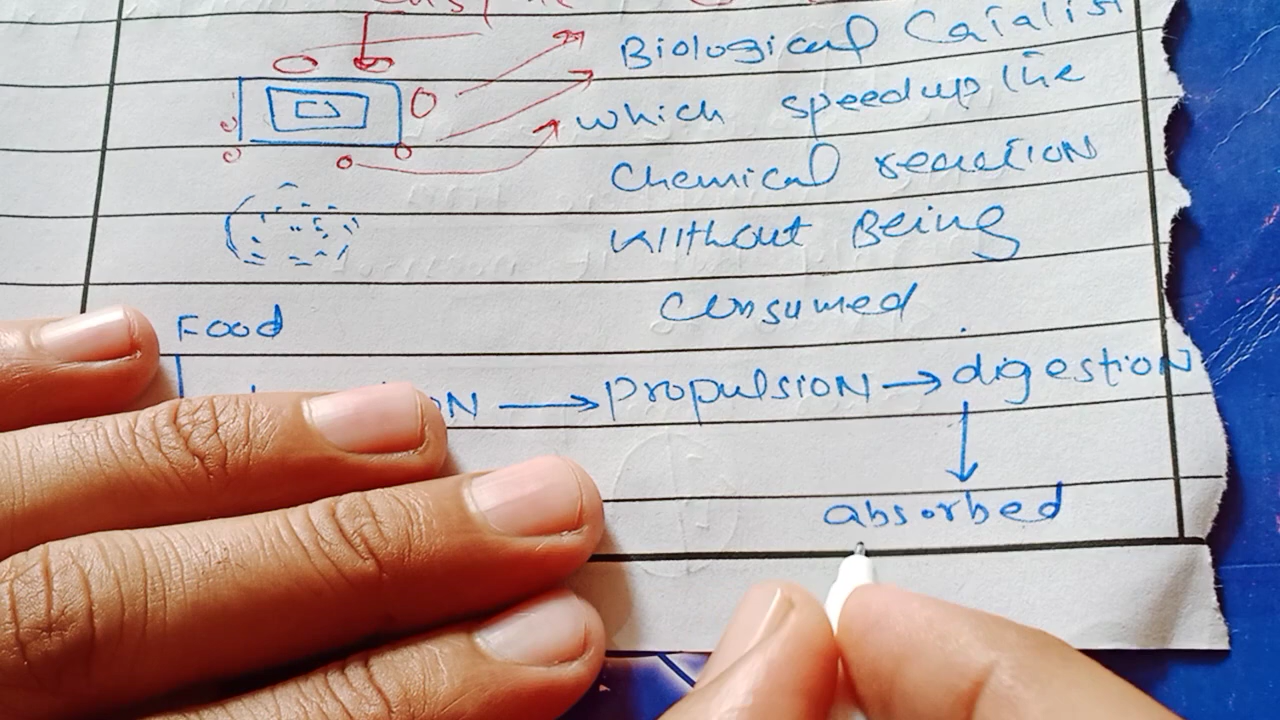 Biological Catalist
which speedup the
Chemical reaction
Without Being
Consumed
Food
propulsion → digestion
absorbed